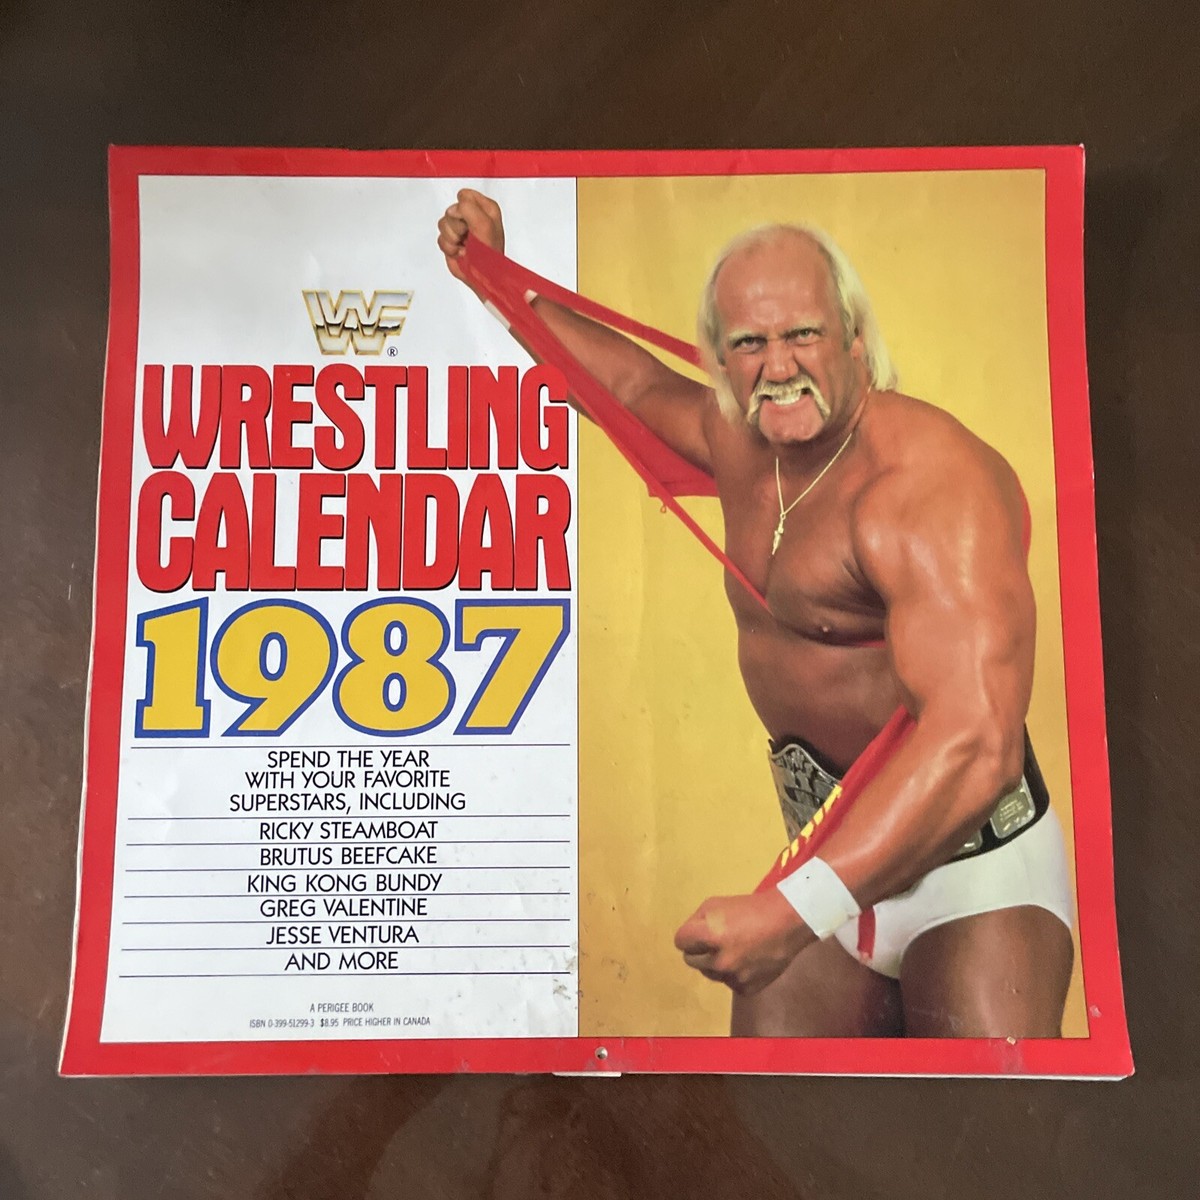 WF
®
WRESTLING
CALENDAR
1987
SPEND THE YEAR
WITH YOUR FAVORITE
SUPERSTARS, INCLUDING
RICKY STEAMBOAT
BRUTUS BEEFCAKE
KING KONG BUNDY
GREG VALENTINE
JESSE VENTURA
AND MORE
A PERIGEE BOOK
ISBN 0-399-51299-3 $8.95 PRICE HIGHER IN CANADA